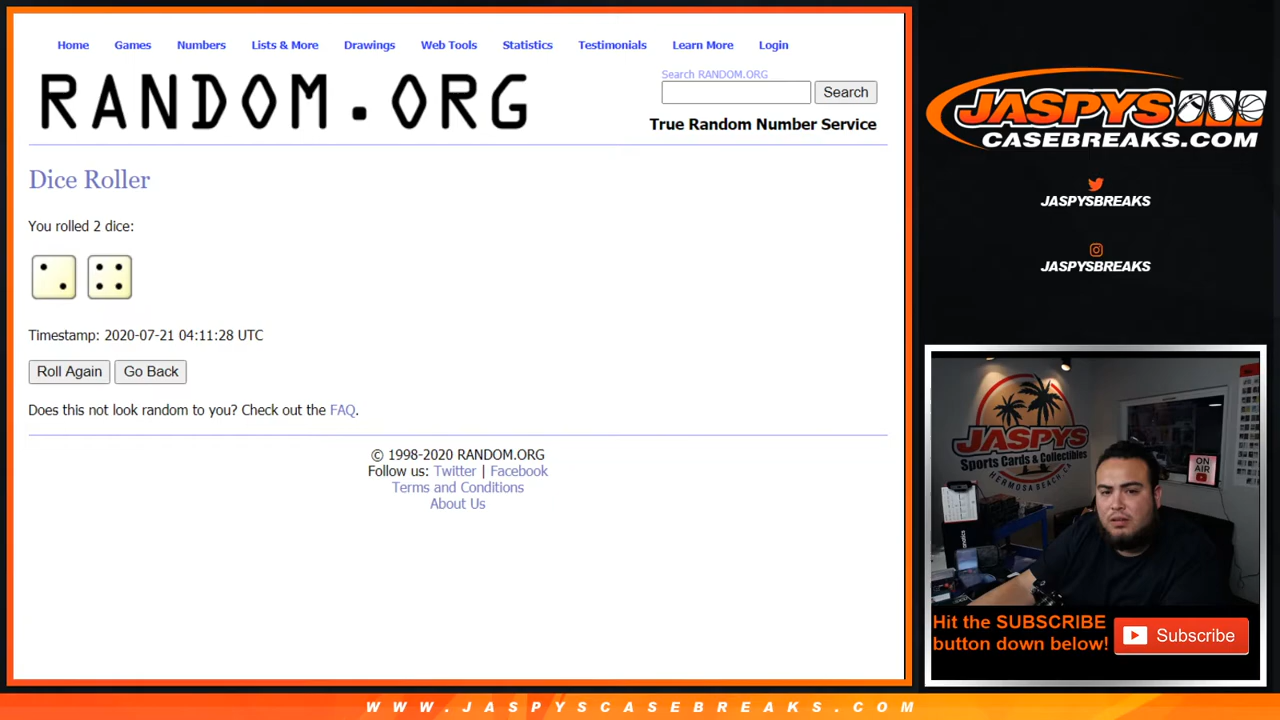 Home Games Numbers Lists & More Drawings Web Tools Statistics Testimonials Learn More Login
RANDOM.ORG
Search RANDOM.ORG
Search
True Random Number Service
Dice Roller
You rolled 2 dice:
Timestamp: 2020-07-21 04:11:28 UTC
Roll Again Go Back
Does this not look random to you? Check out the FAQ.
© 1998-2020 RANDOM.ORG
Follow us: Twitter | Facebook
Terms and Conditions
About Us
JASPYS
CASEBREAKS.COM
JASPYSBREAKS
JASPYSBREAKS
JASPYS
Sports Cards & Collectibles
HERMOSA BEACH, CA
ON
AIR
Hit the SUBSCRIBE
button down below!
Subscribe
WWW.JASPYSCASEBREAKS.COM